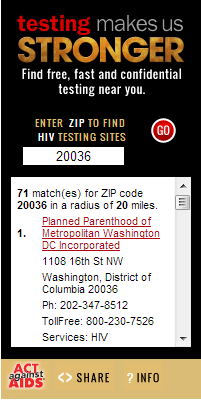 testing makes us
STRONGER
Find free, fast and confidential
testing near you.
ENTER ZIP TO FIND
HIV TESTING SITES
GO
20036
71 match(es) for ZIP code
20036 in a radius of 20 miles.
1. Planned Parenthood of
Metropolitan Washington
DC Incorporated
1108 16th St NW
Washington, District of
Columbia 20036
Ph: 202-347-8512
TollFree: 800-230-7526
Services: HIV
ACT
against
AIDS
<> SHARE
? INFO